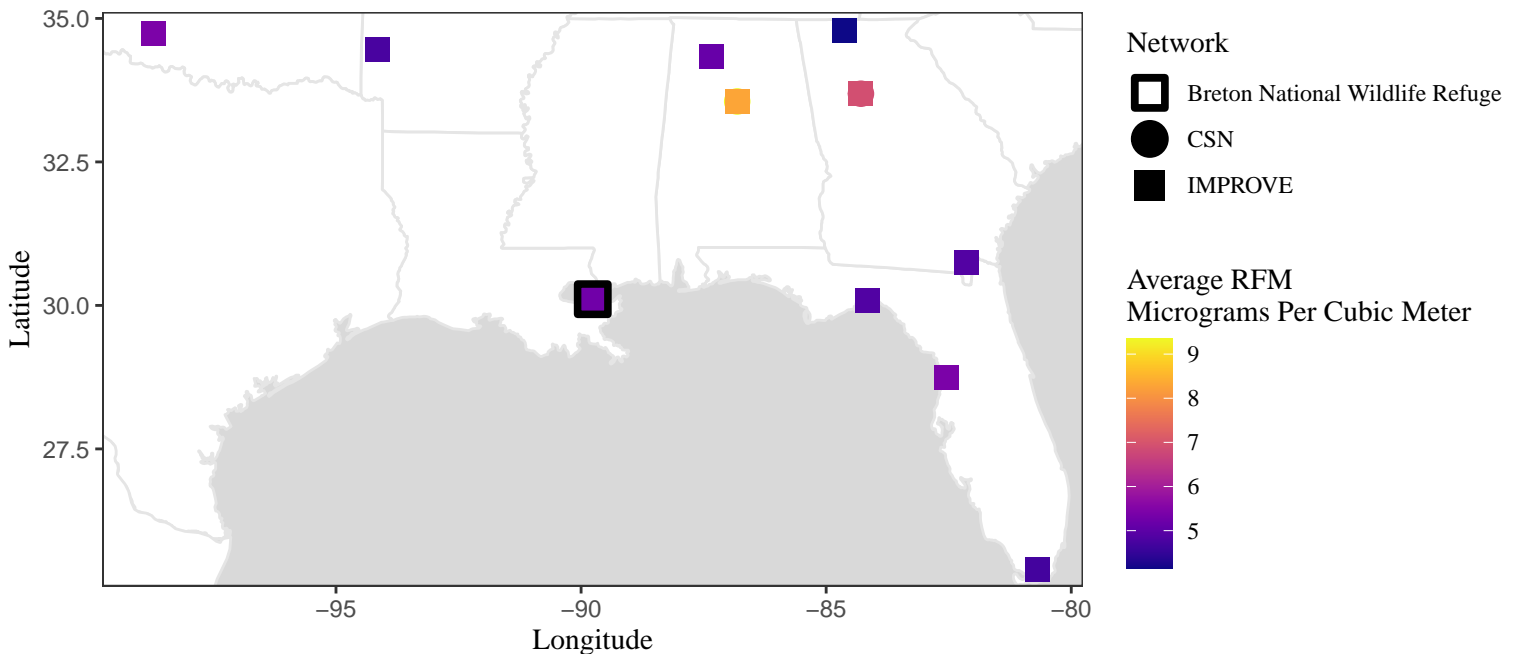 35.0
32.5
30.0
27.5
Latitude
−95
−90
−85
−80
Longitude
Network
Breton National Wildlife Refuge
CSN
IMPROVE
Average RFM
Micrograms Per Cubic Meter
9
8
7
6
5